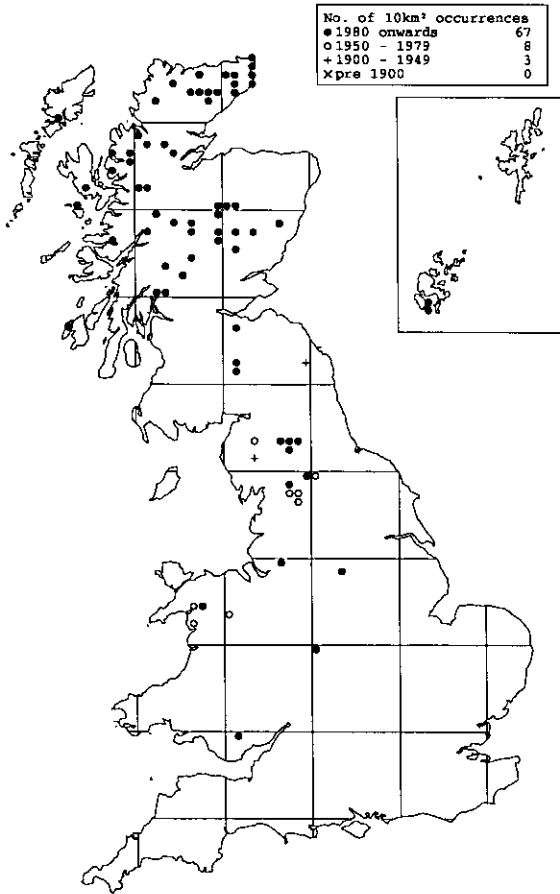 No. of 10km² occurrences
● 1980 onwards 67
○ 1950 - 1979 8
+ 1900 - 1949 3
× pre 1900 0